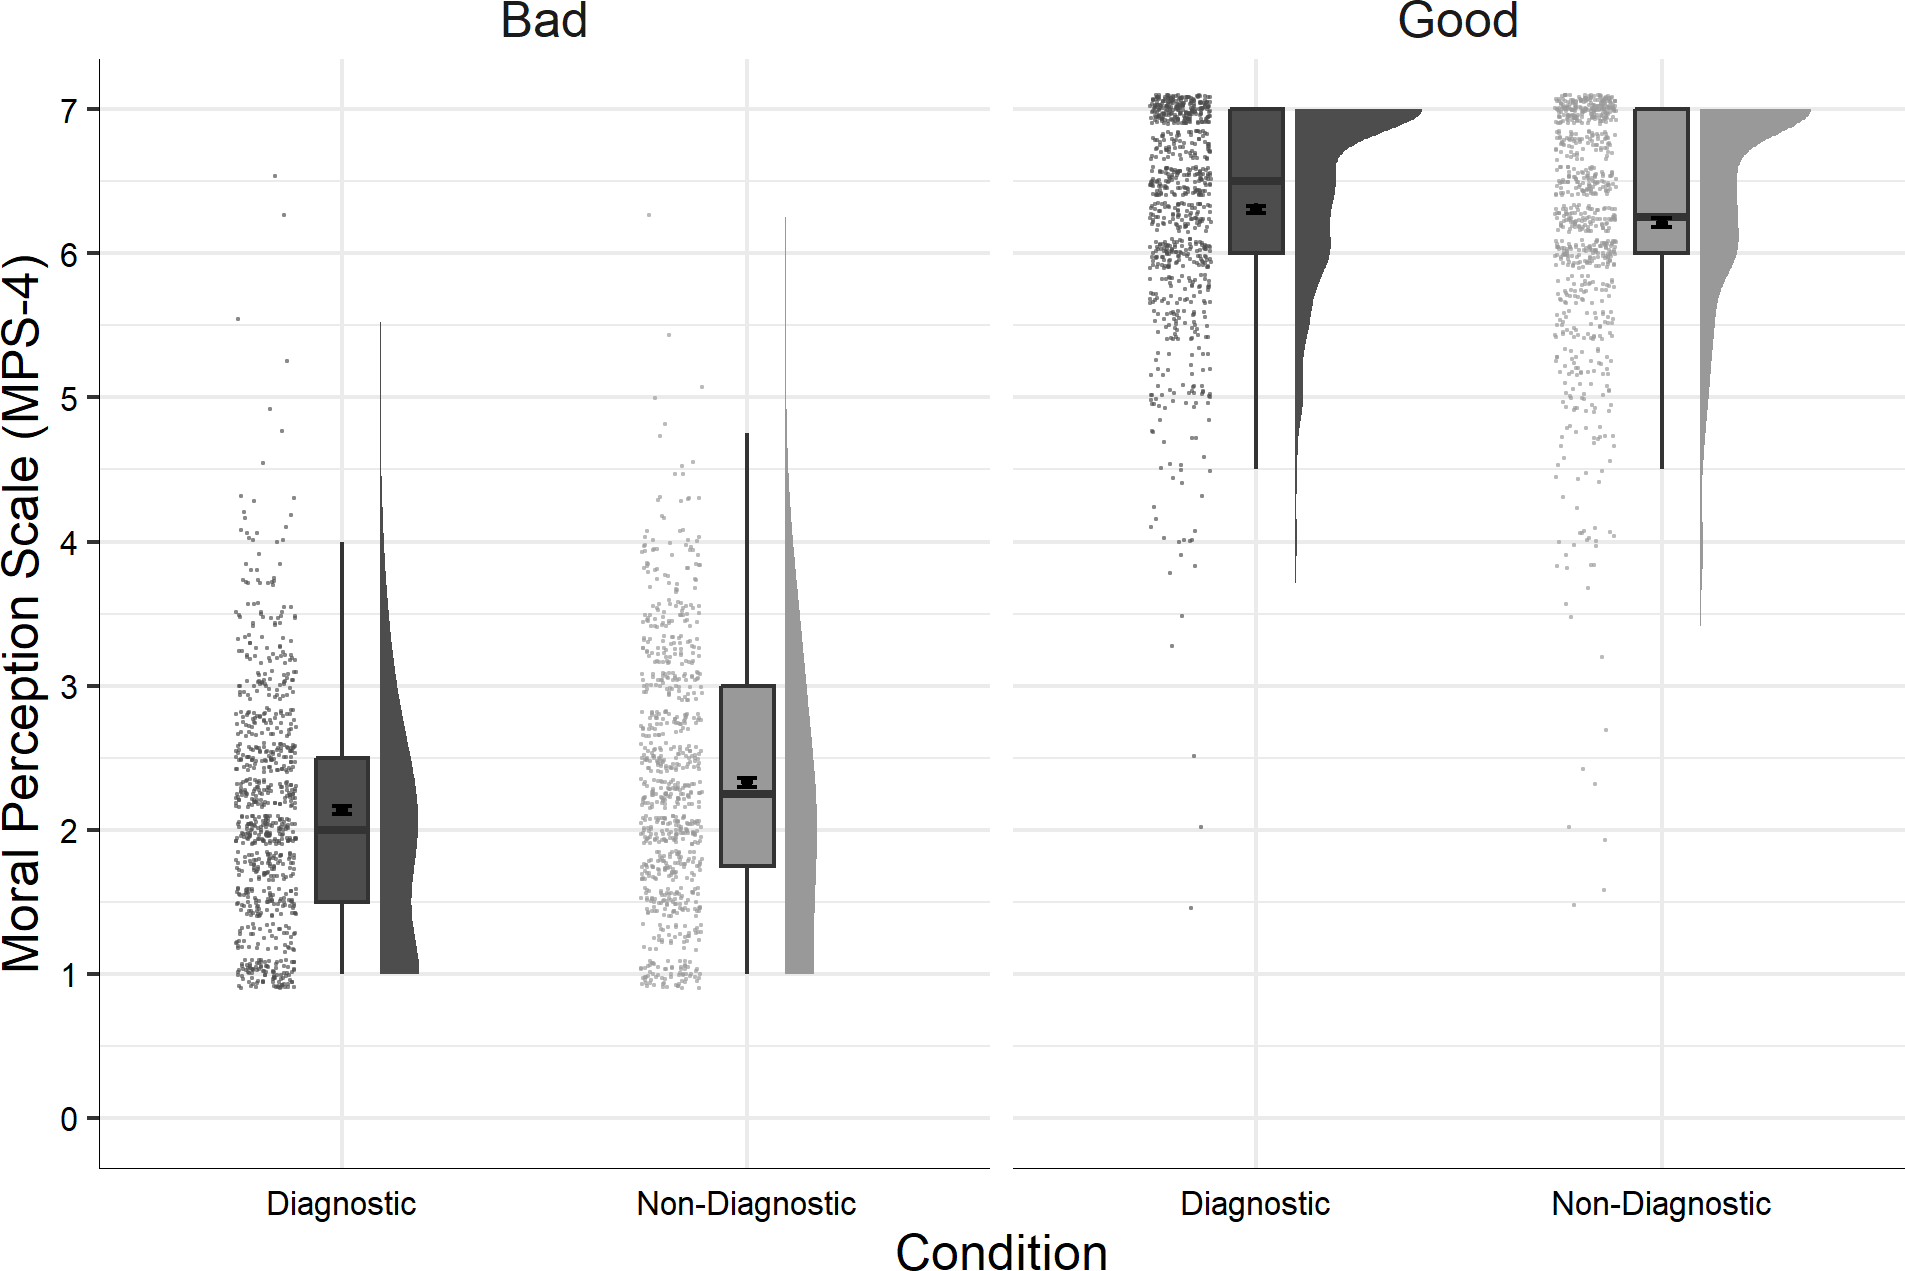 Bad
Good
Moral Perception Scale (MPS-4)
7
6
5
4
3
2
1
0
Diagnostic
Non-Diagnostic
Diagnostic
Non-Diagnostic
Condition